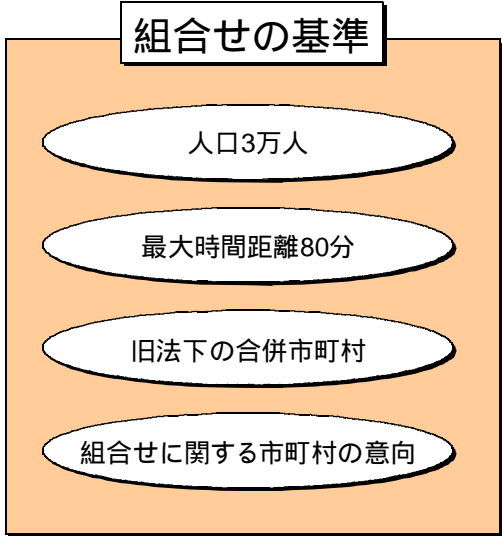 組合せの基準
人口3万人
最大時間距離80分
旧法下の合併市町村
組合せに関する市町村の意向